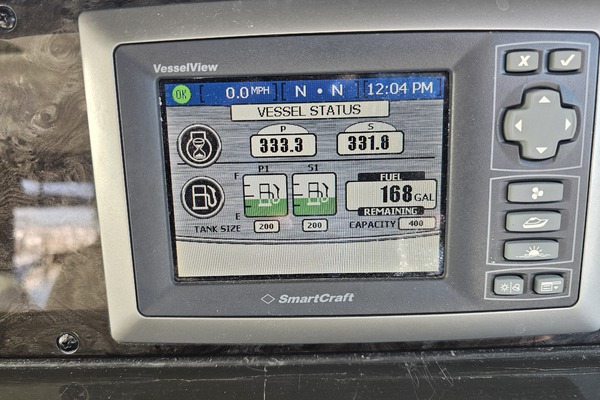 VesselView
OK 0.0 MPH N • N 12:04 PM
VESSEL STATUS
P S
333.3 331.8
P1 S1 FUEL
F
168 GAL
E REMAINING
TANK SIZE 200 200 CAPACITY 400
SmartCraft
X ✓